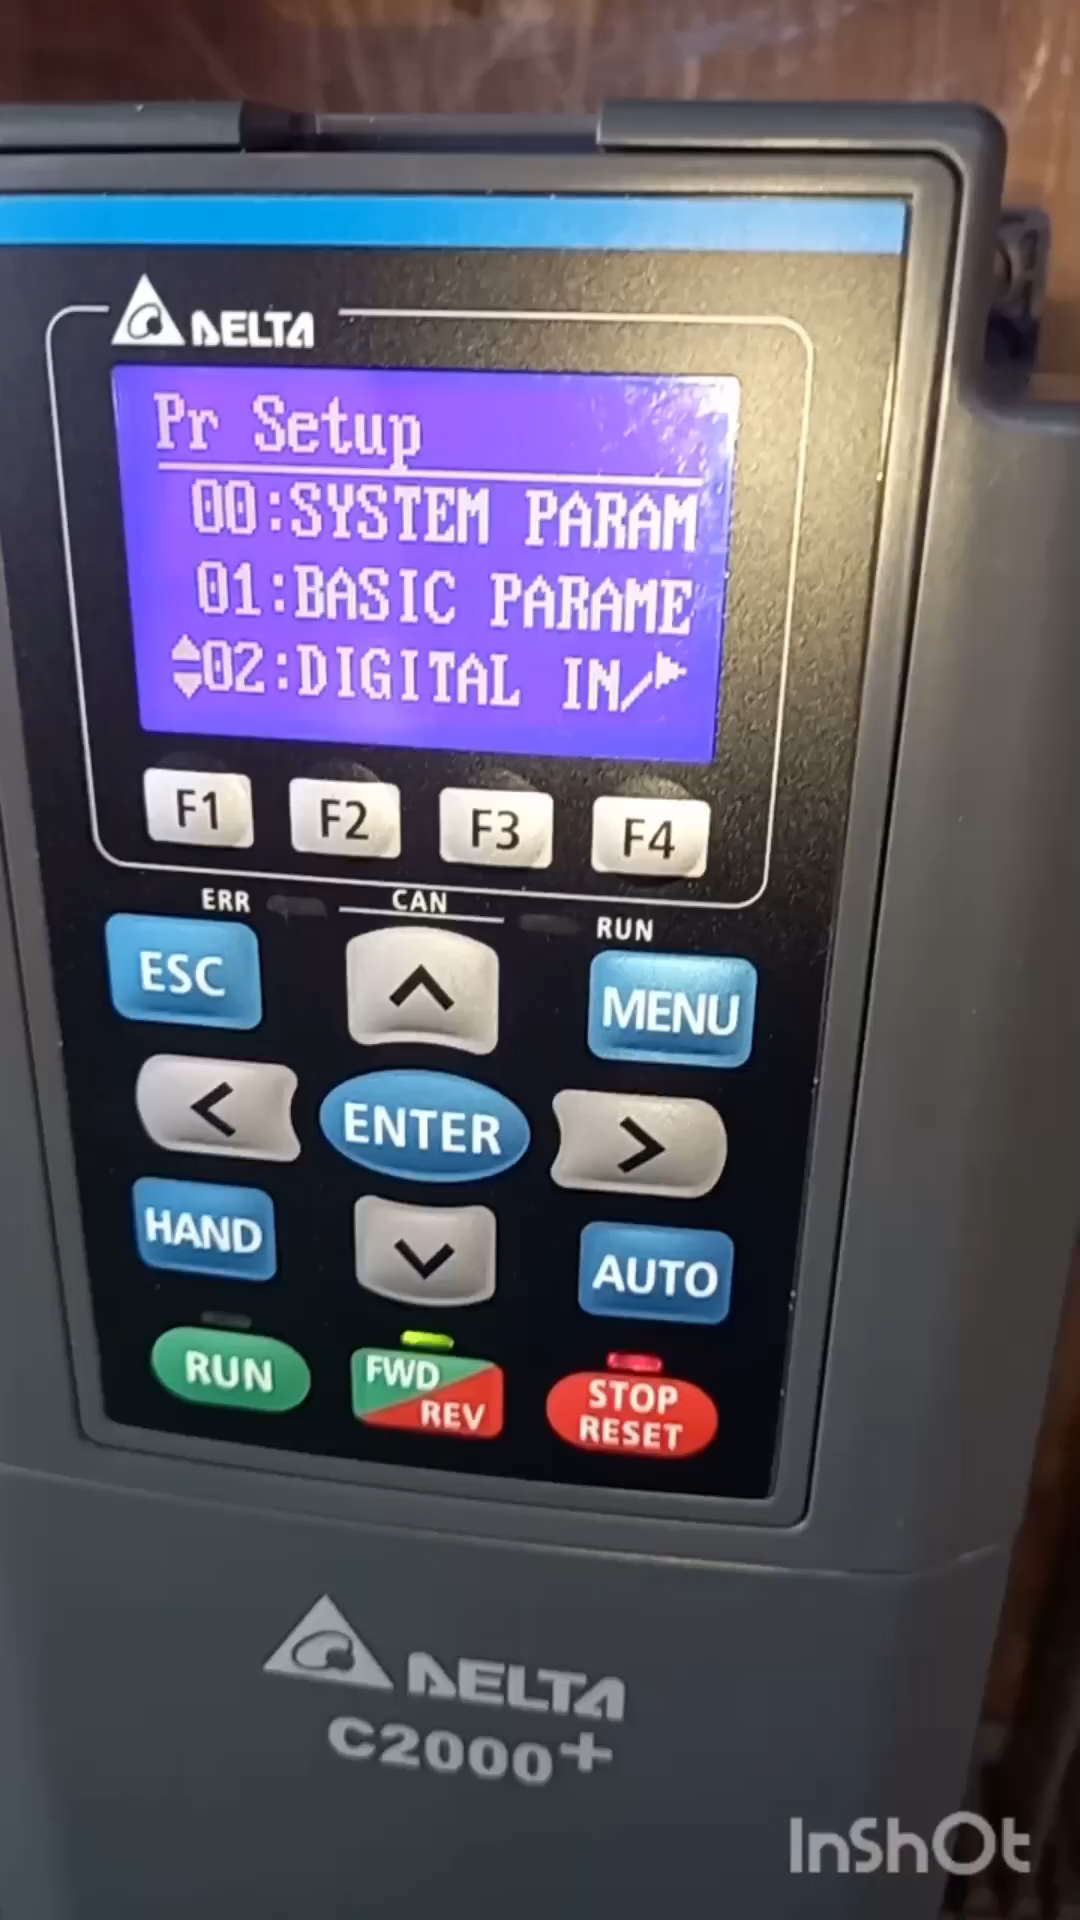 DELTA
Pr Setup
00:SYSTEM PARAM
01:BASIC PARAME
02:DIGITAL IN/
F1 F2 F3 F4
ERR CAN RUN
ESC MENU
ENTER
HAND AUTO
RUN FWD REV STOP RESET
DELTA
C2000+
InShOt